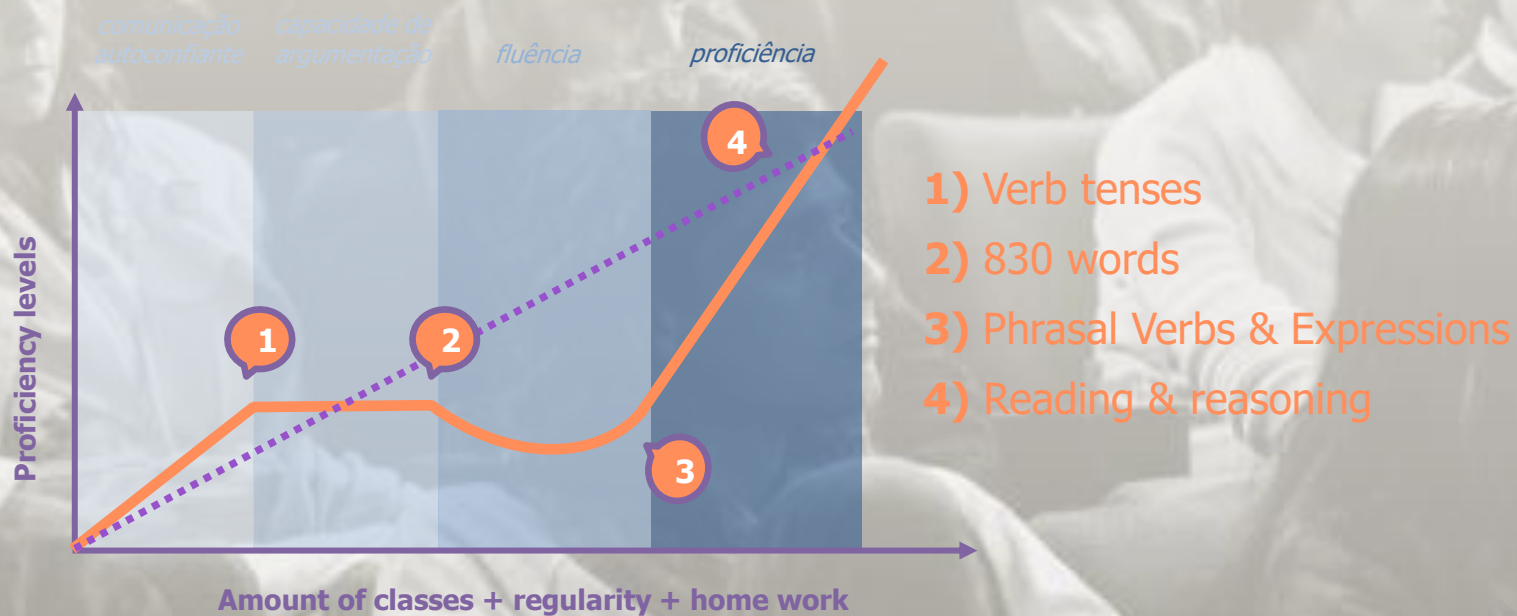 comunicação
autoconfiante
capacidade de
argumentação
fluência
proficiência
4
1
2
3
Proficiency levels
Amount of classes + regularity + home work
1) Verb tenses
2) 830 words
3) Phrasal Verbs & Expressions
4) Reading & reasoning